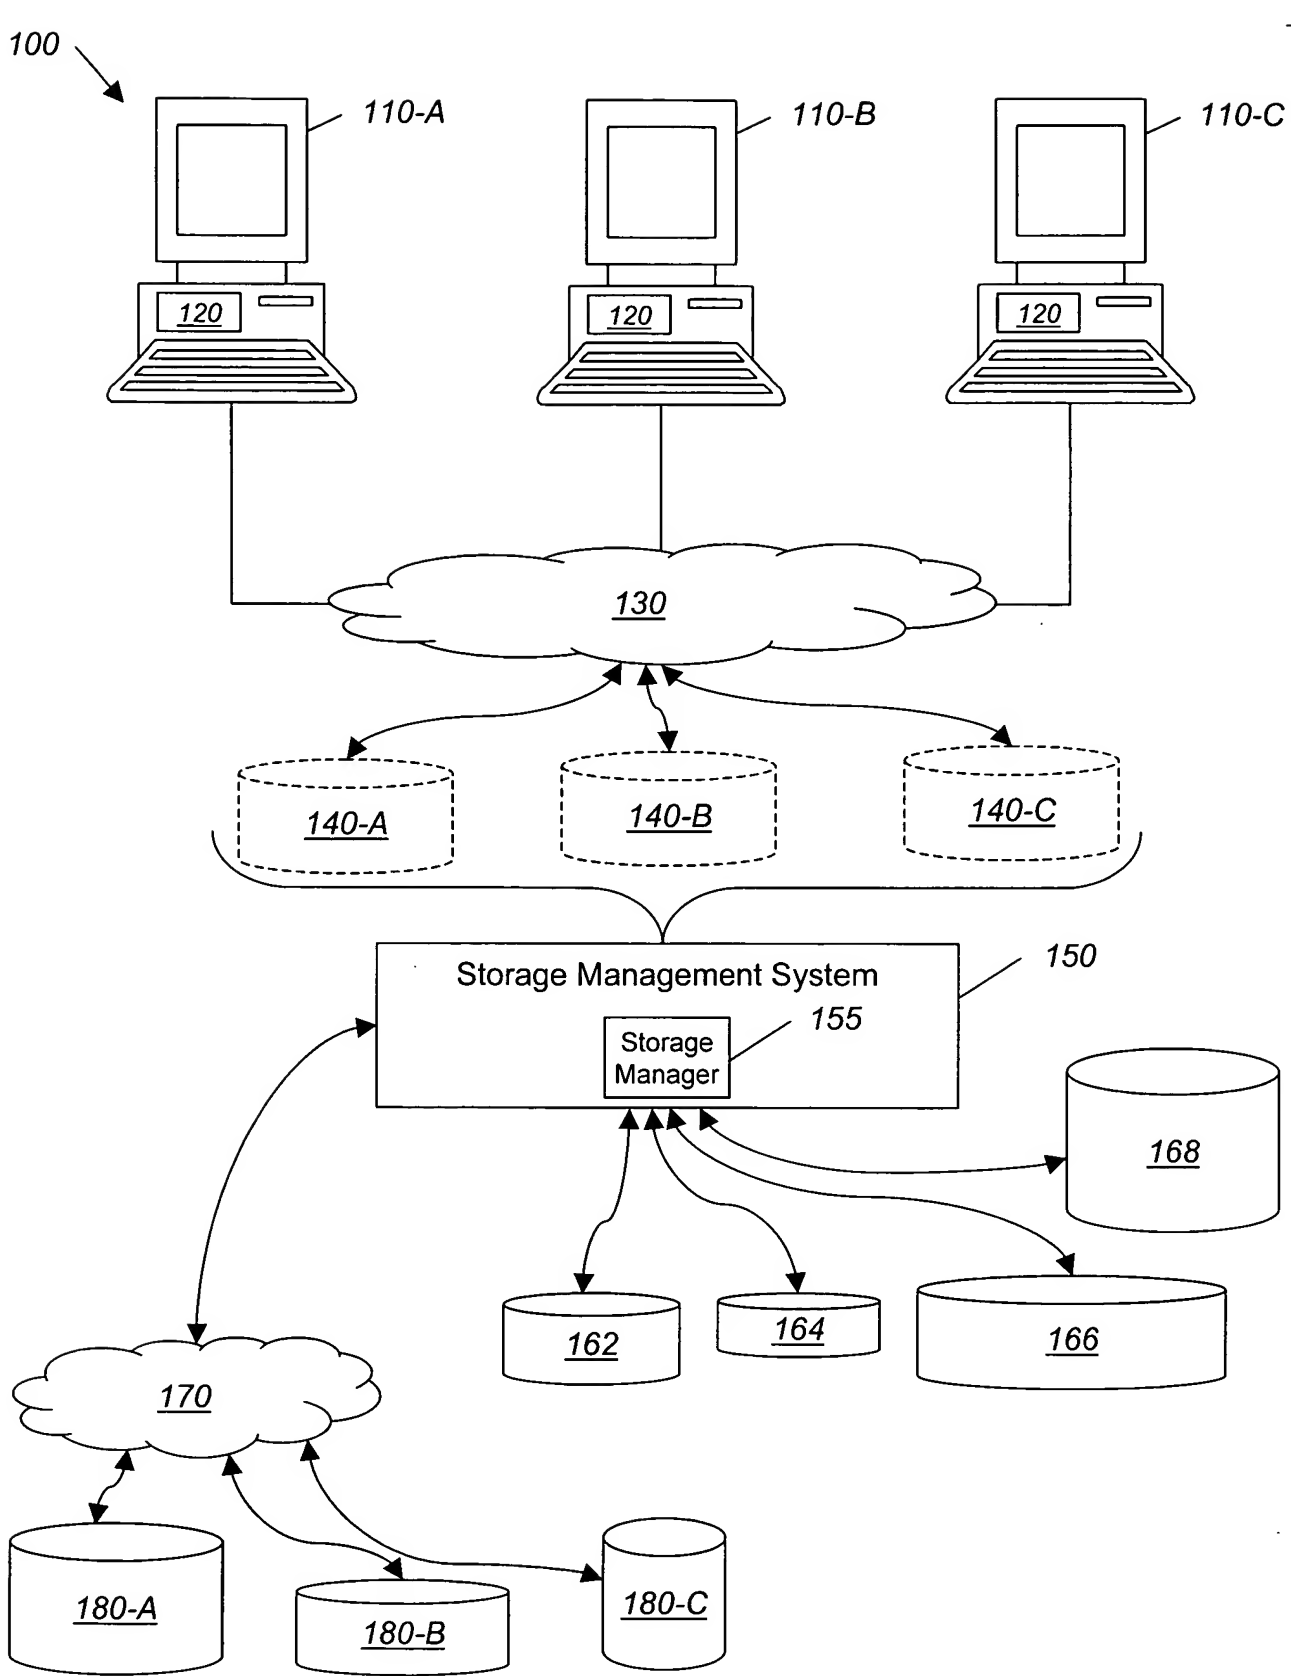 100
110-A
110-B
110-C
120
120
120
130
140-A
140-B
140-C
Storage Management System
150
155
Storage
Manager
168
162
164
166
170
180-A
180-B
180-C